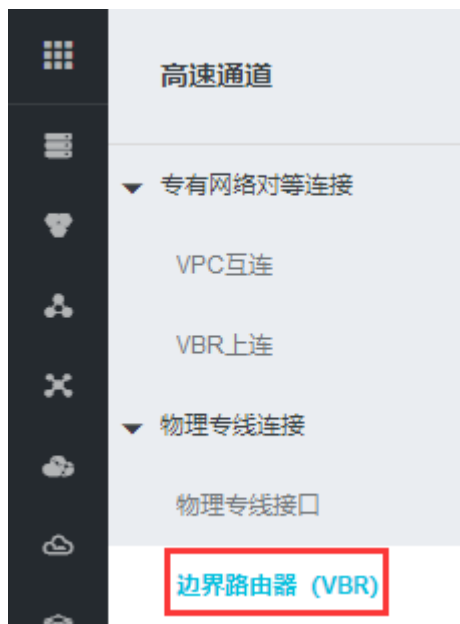 高速通道
专有网络对等连接
VPC互连
VBR上连
物理专线连接
物理专线接口
边界路由器 (VBR)